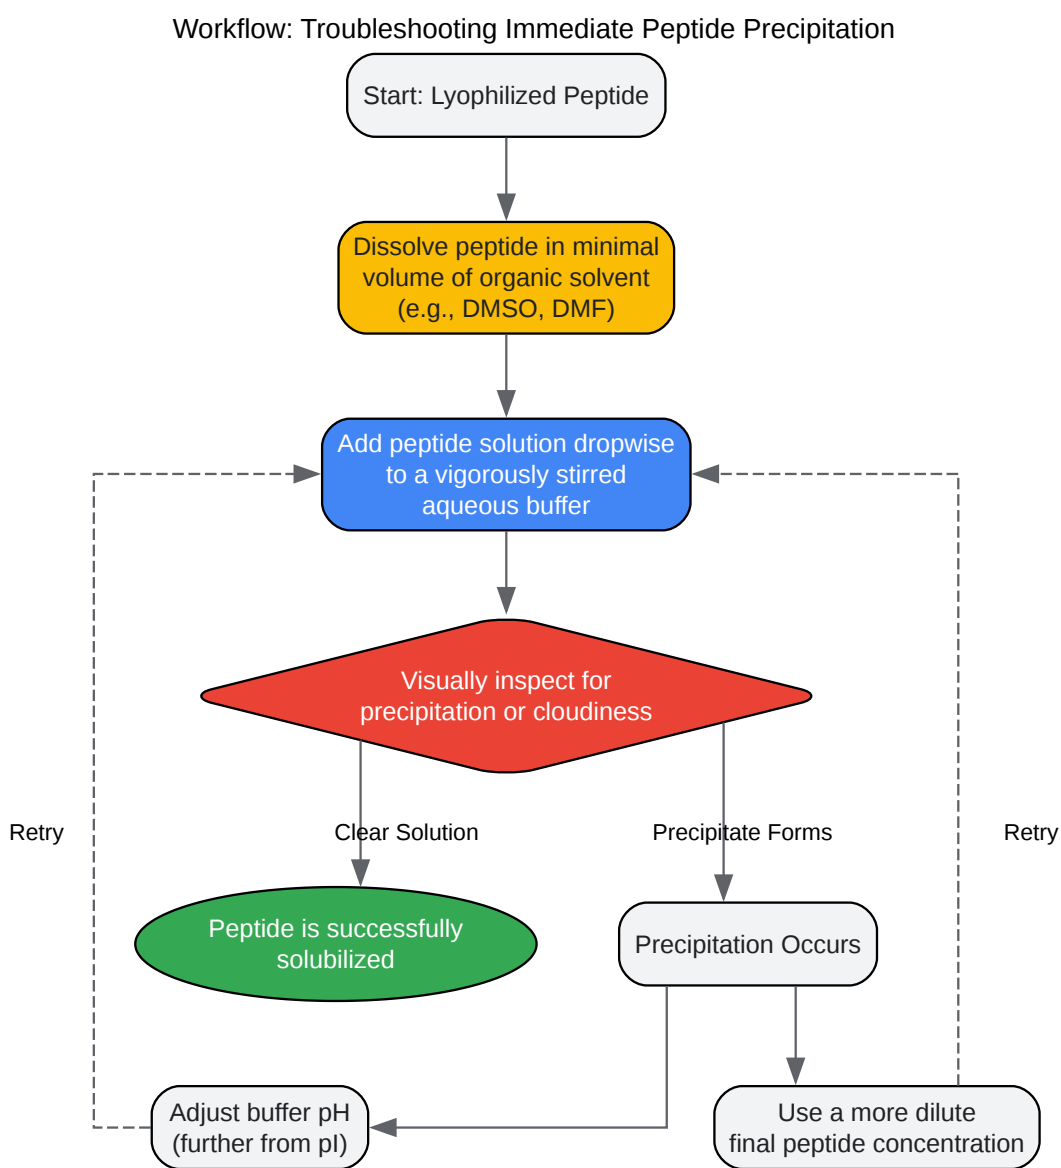 Workflow: Troubleshooting Immediate Peptide Precipitation
Start: Lyophilized Peptide
Dissolve peptide in minimal
volume of organic solvent
(e.g., DMSO, DMF)
Add peptide solution dropwise
to a vigorously stirred
aqueous buffer
Visually inspect for
precipitation or cloudiness
Retry
Clear Solution
Precipitate Forms
Retry
Peptide is successfully
solubilized
Precipitation Occurs
Adjust buffer pH
(further from pI)
Use a more dilute
final peptide concentration